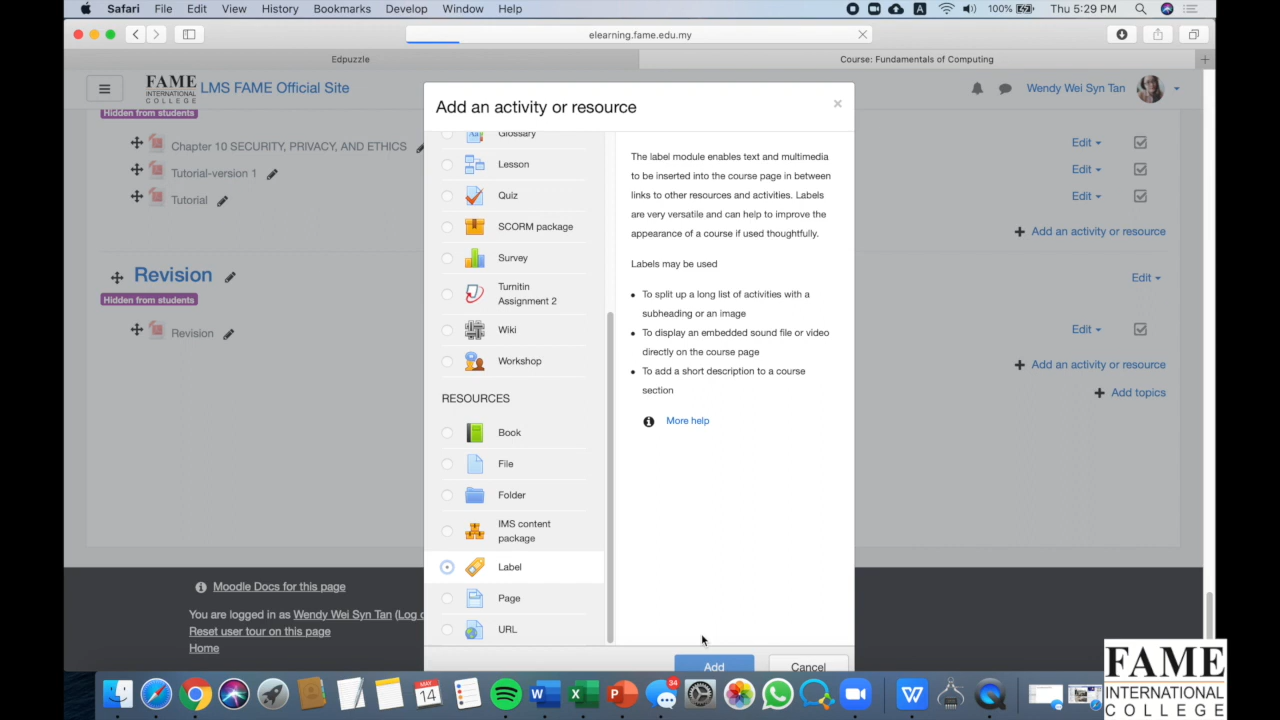 Safari File Edit View History Bookmarks Develop Window Help
A 100% Thu 5:29 PM
elearning.fame.edu.my
Edpuzzle
Course: Fundamentals of Computing
FAME
INTERNATIONAL
COLLEGE
LMS FAME Official Site
Wendy Wei Syn Tan
Hidden from students
Chapter 10 SECURITY, PRIVACY, AND ETHICS
Edit
Tutorial-version 1
Edit
Tutorial
Edit
Add an activity or resource
Revision
Edit
Hidden from students
Revision
Edit
Add an activity or resource
Add topics
Add an activity or resource
×
Glossary
Lesson
Quiz
SCORM package
Survey
Turnitin
Assignment 2
Wiki
Workshop
RESOURCES
Book
File
Folder
IMS content
package
Label
Page
URL
The label module enables text and multimedia
to be inserted into the course page in between
links to other resources and activities. Labels
are very versatile and can help to improve the
appearance of a course if used thoughtfully.
Labels may be used
• To split up a long list of activities with a
subheading or an image
• To display an embedded sound file or video
directly on the course page
• To add a short description to a course
section
More help
Add
Cancel
Moodle Docs for this page
You are logged in as Wendy Wei Syn Tan (Log o
Reset user tour on this page
Home
MAY
14
34
FAME
INTERNATIONAL
COLLEGE